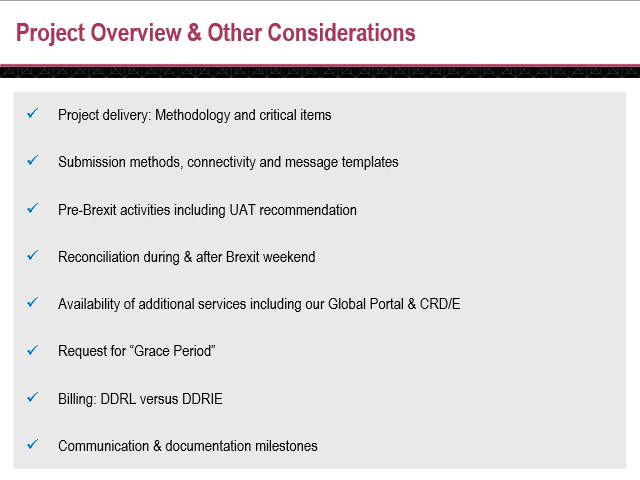 Project Overview & Other Considerations
Project delivery: Methodology and critical items
Submission methods, connectivity and message templates
Pre-Brexit activities including UAT recommendation
Reconciliation during & after Brexit weekend
Availability of additional services including our Global Portal & CRD/E
Request for “Grace Period”
Billing: DDRL versus DDRIE
Communication & documentation milestones